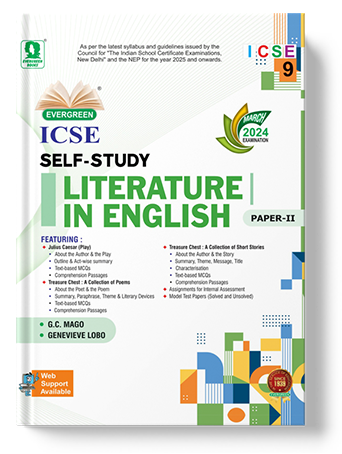 EVERGREEN
BOOKS
As per the latest syllabus and guidelines issued by the
Council for "The Indian School Certificate Examinations,
New Delhi" and the NEP for the year 2025 and onwards.
ICSE
9
EVERGREEN
®
ICSE
MARCH
2024
EXAMINATION
SELF-STUDY
LITERATURE
IN ENGLISH
PAPER-II
FEATURING :
• Julius Caesar (Play)
• About the Author & the Play
• Outline & Act-wise summary
• Text-based MCQs
• Comprehension Passages
• Treasure Chest : A Collection of Poems
• About the Poet & the Poem
• Summary, Paraphrase, Theme & Literary Devices
• Text-based MCQs
• Comprehension Passages
• Treasure Chest : A Collection of Short Stories
• About the Author & the Story
• Summary, Theme, Message, Title
• Characterisation
• Text-based MCQs
• Comprehension Passages
• Assignments for Internal Assessment
• Model Test Papers (Solved and Unsolved)
• G.C. MAGO
• GENEVIEVE LOBO
Web
Support
Available
SINCE
1939